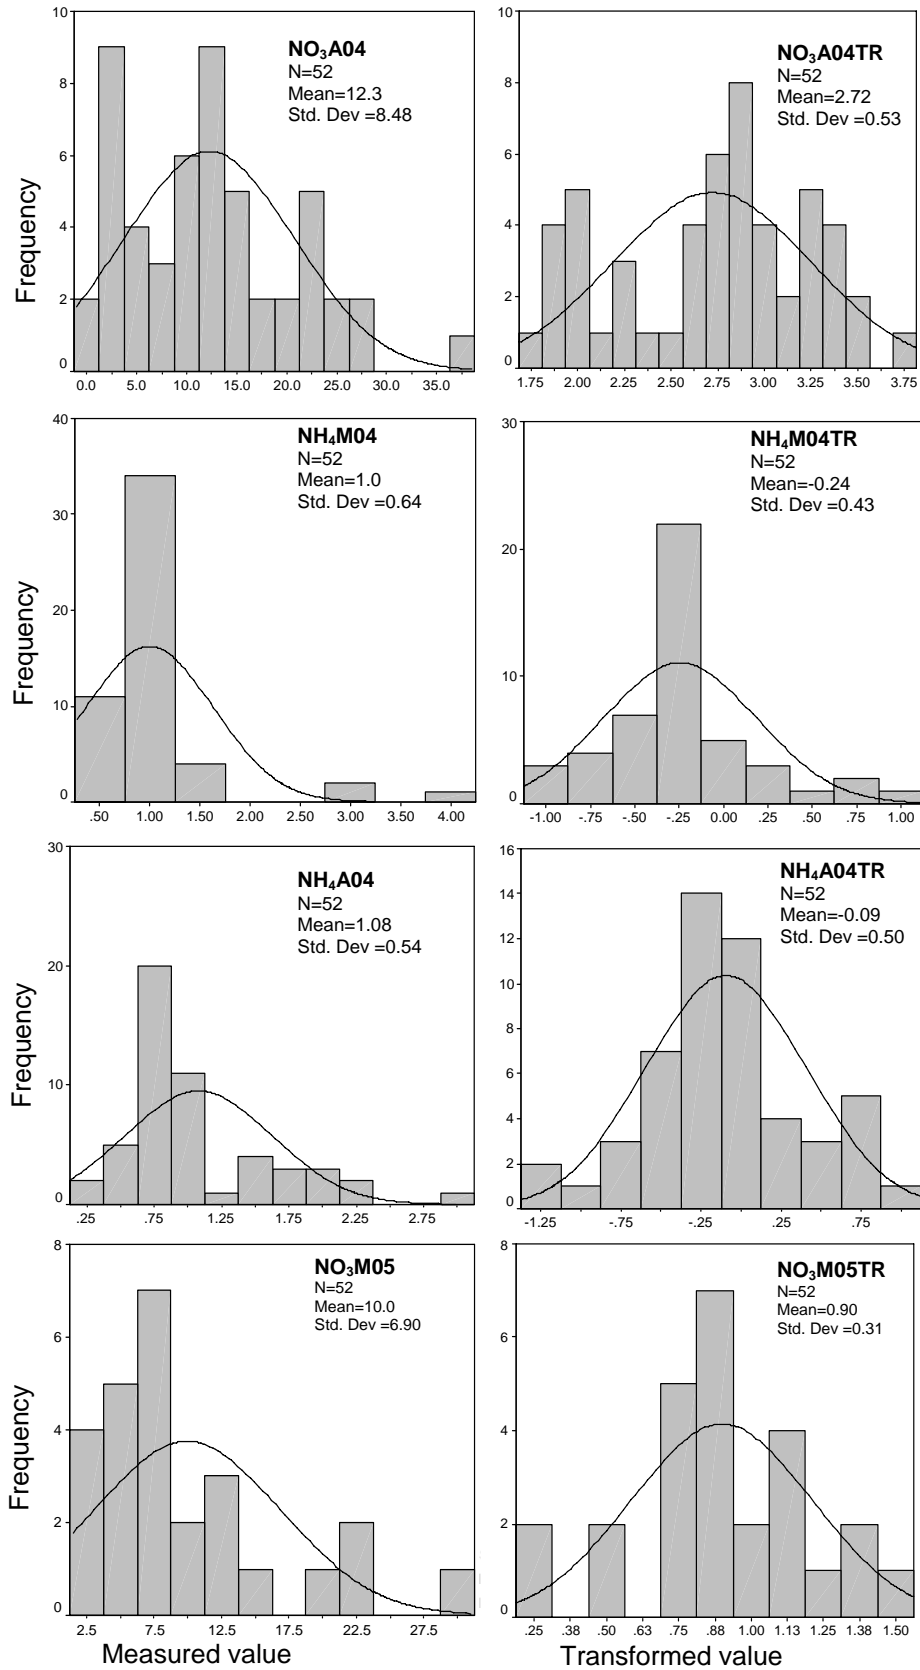 NO₃A04
N=52
Mean=12.3
Std. Dev =8.48
Frequency
10
8
6
4
2
0
0.0 5.0 10.0 15.0 20.0 25.0 30.0 35.0
NO₃A04TR
N=52
Mean=2.72
Std. Dev =0.53
10
8
6
4
2
0
1.75 2.00 2.25 2.50 2.75 3.00 3.25 3.50 3.75
NH₄M04
N=52
Mean=1.0
Std. Dev =0.64
Frequency
40
30
20
10
0
.50 1.00 1.50 2.00 2.50 3.00 3.50 4.00
NH₄M04TR
N=52
Mean=-0.24
Std. Dev =0.43
30
20
10
0
-1.00 -.75 -.50 -.25 0.00 .25 .50 .75 1.00
NH₄A04
N=52
Mean=1.08
Std. Dev =0.54
Frequency
30
20
10
0
.25 .75 1.25 1.75 2.25 2.75
NH₄A04TR
N=52
Mean=-0.09
Std. Dev =0.50
16
14
12
10
8
6
4
2
0
-1.25 -.75 -.25 .25 .75
NO₃M05
N=52
Mean=10.0
Std. Dev =6.90
Frequency
8
6
4
2
0
2.5 7.5 12.5 17.5 22.5 27.5
Measured value
NO₃M05TR
N=52
Mean=0.90
Std. Dev =0.31
8
6
4
2
0
.25 .38 .50 .63 .75 .88 1.00 1.13 1.25 1.38 1.50
Transformed value